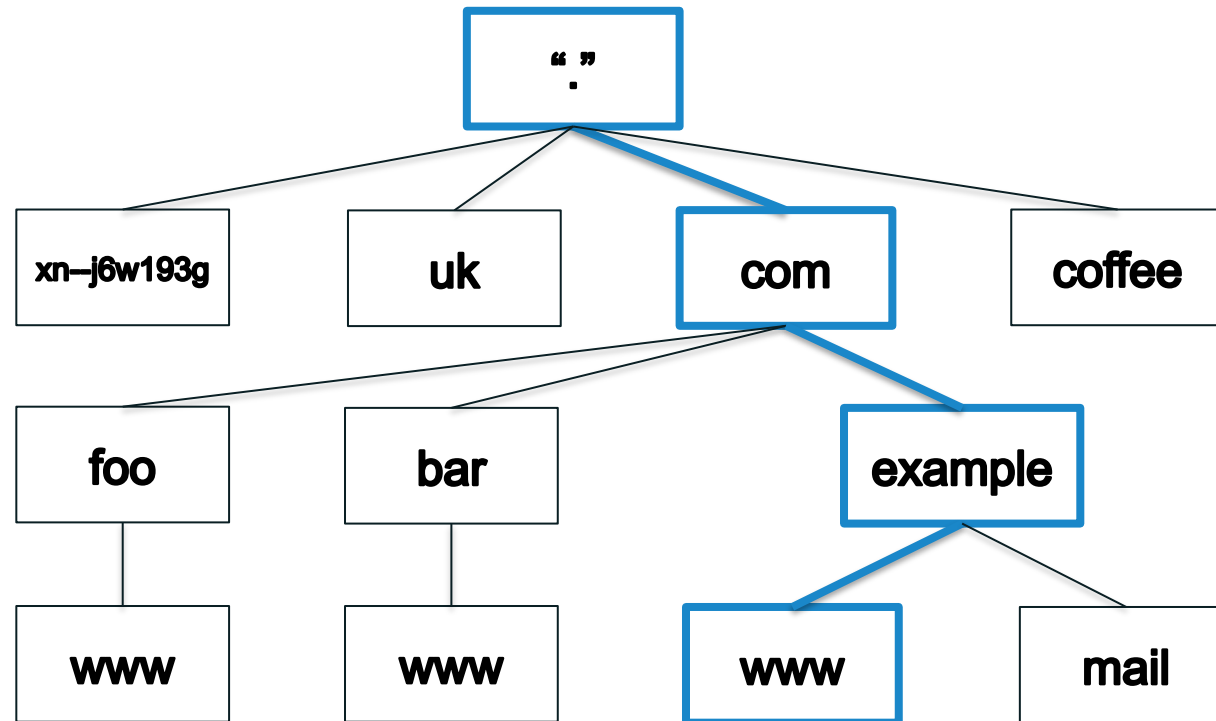 “.”
xn--j6w193g
uk
com
coffee
foo
bar
example
www
www
www
mail